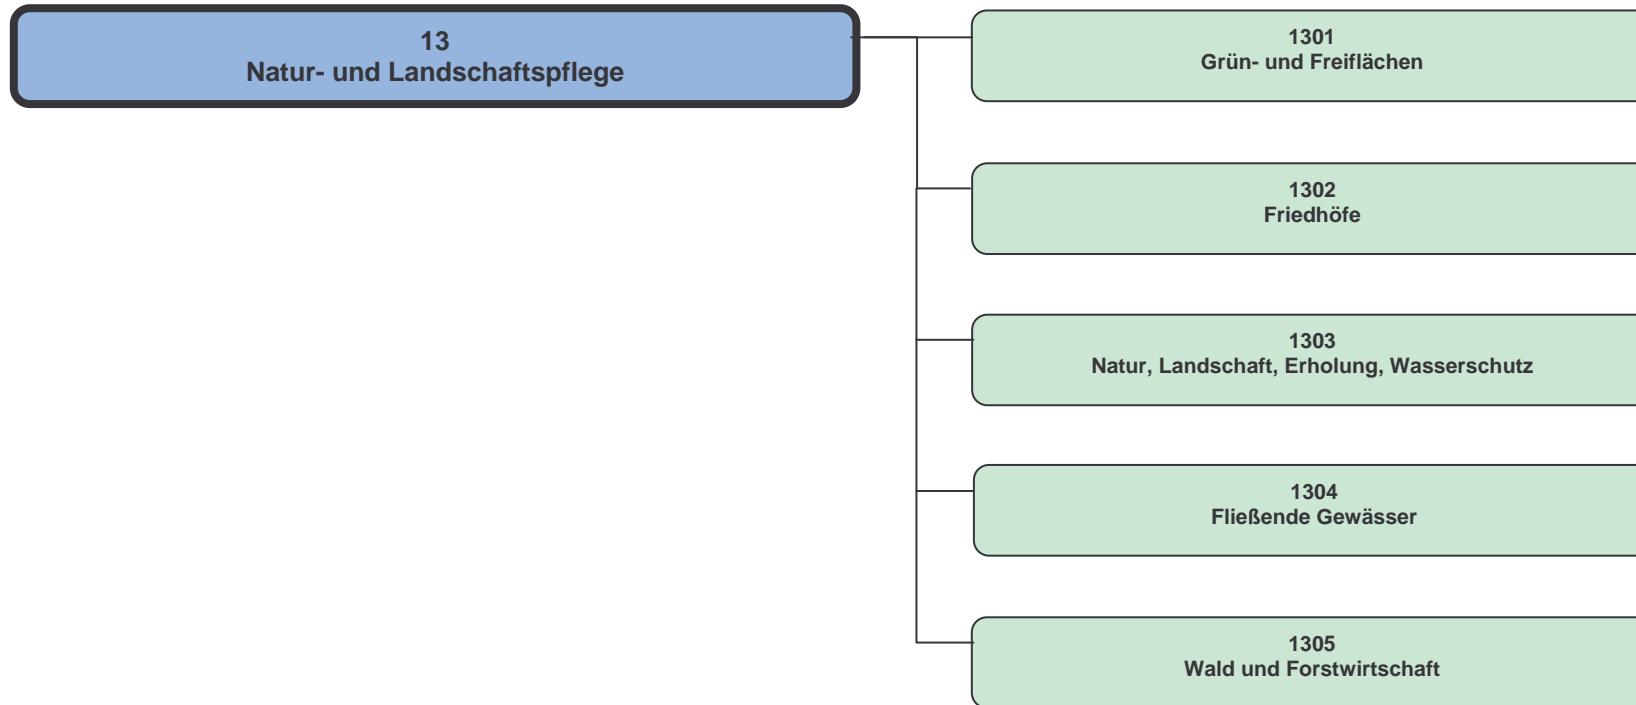 13
Natur- und Landschaftspflege
1301
Grün- und Freiflächen
1302
Friedhöfe
1303
Natur, Landschaft, Erholung, Wasserschutz
1304
Fließende Gewässer
1305
Wald und Forstwirtschaft